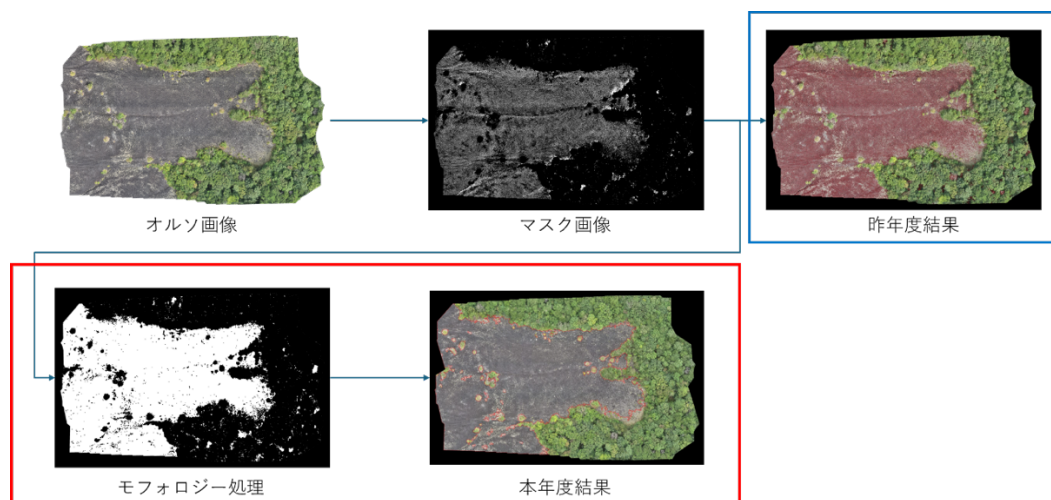 オルソ画像
マスク画像
昨年度結果
モフォロジー処理
本年度結果